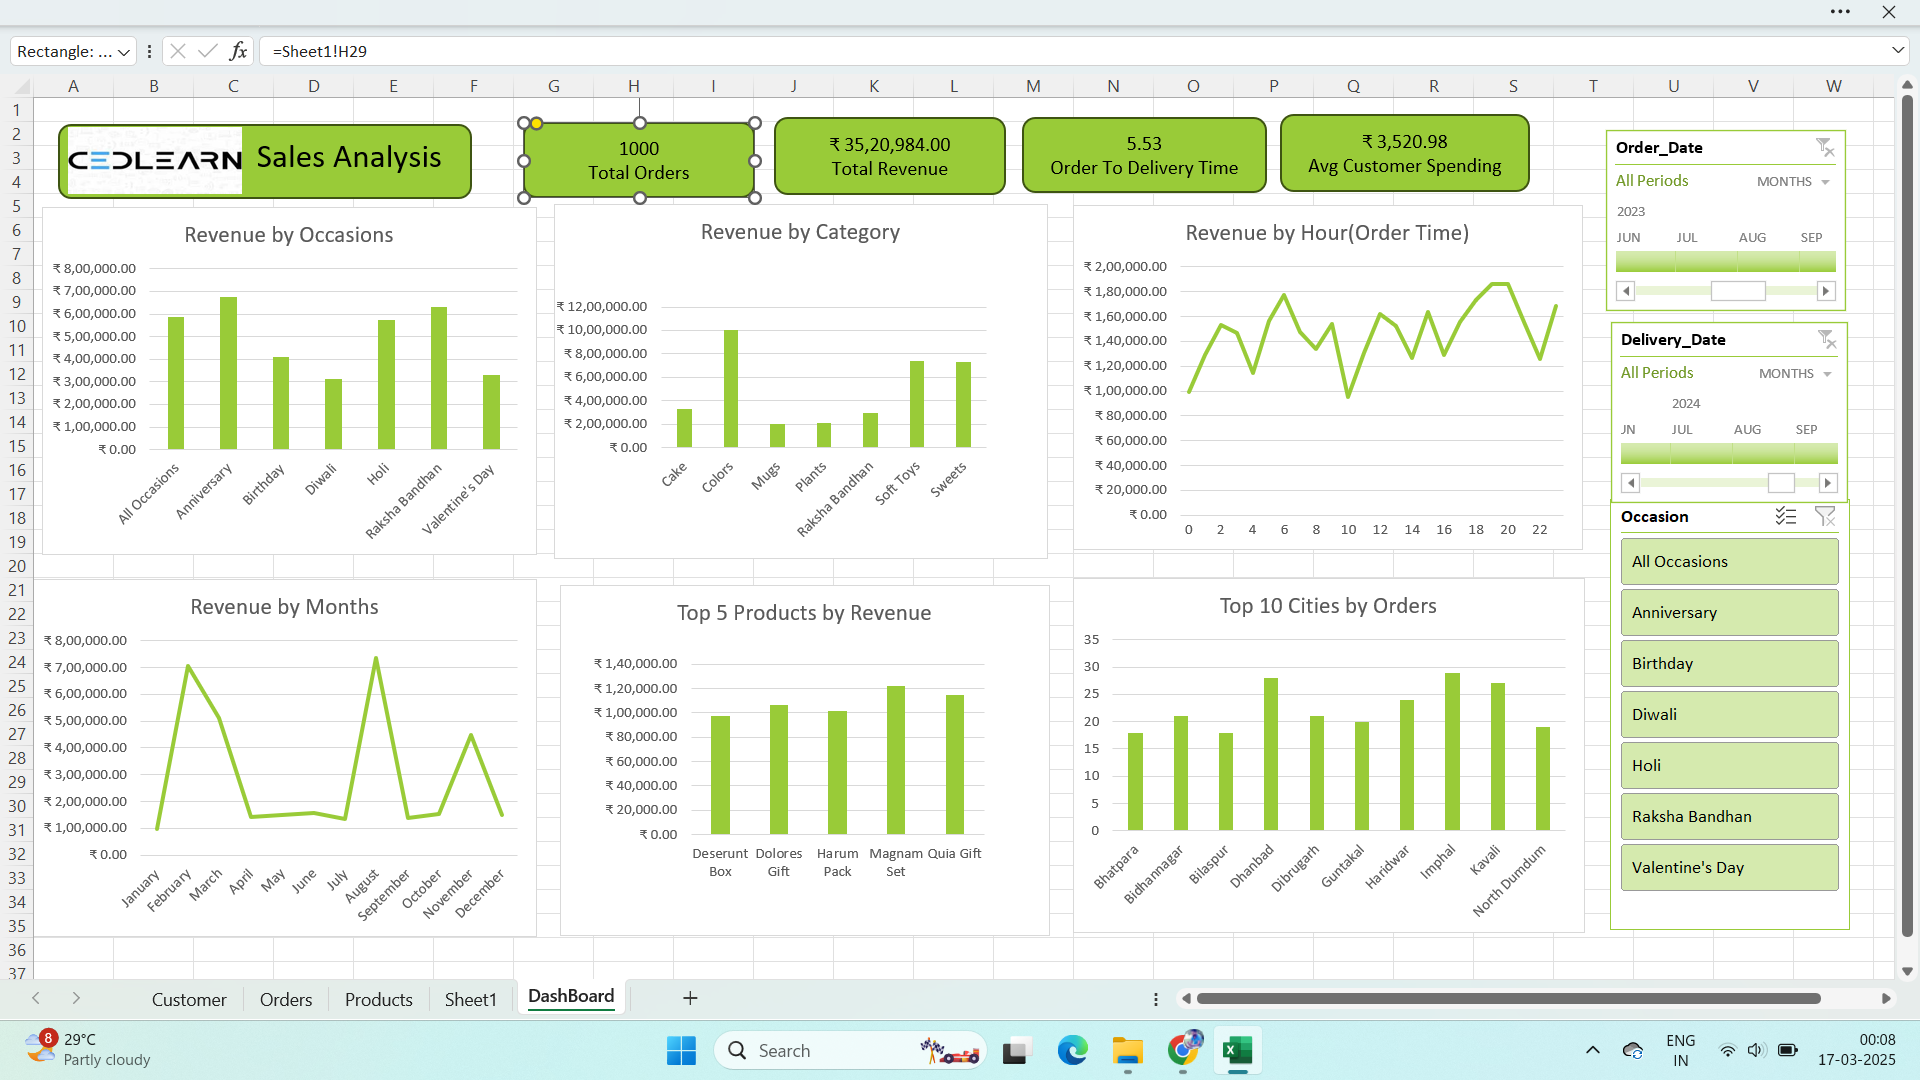 Rectangle: ...
fx
=Sheet1!H29
A B C D E F G H I J K L M N O P Q R S T U V W
1
2
3
4
5
6
7
8
9
10
11
12
13
14
15
16
17
18
19
20
21
22
23
24
25
26
27
28
29
30
31
32
33
34
35
36
37
CEDLEARN Sales Analysis
1000
Total Orders
₹ 35,20,984.00
Total Revenue
5.53
Order To Delivery Time
₹ 3,520.98
Avg Customer Spending
Revenue by Occasions
₹ 8,00,000.00
₹ 7,00,000.00
₹ 6,00,000.00
₹ 5,00,000.00
₹ 4,00,000.00
₹ 3,00,000.00
₹ 2,00,000.00
₹ 1,00,000.00
₹ 0.00
All Occasions
Anniversary
Birthday
Diwali
Holi
Raksha Bandhan
Valentine's Day
Revenue by Category
₹ 12,00,000.00
₹ 10,00,000.00
₹ 8,00,000.00
₹ 6,00,000.00
₹ 4,00,000.00
₹ 2,00,000.00
₹ 0.00
Cake
Colors
Mugs
Plants
Raksha Bandhan
Soft Toys
Sweets
Revenue by Hour(Order Time)
₹ 2,00,000.00
₹ 1,80,000.00
₹ 1,60,000.00
₹ 1,40,000.00
₹ 1,20,000.00
₹ 1,00,000.00
₹ 80,000.00
₹ 60,000.00
₹ 40,000.00
₹ 20,000.00
₹ 0.00
0 2 4 6 8 10 12 14 16 18 20 22
Order_Date
All Periods MONTHS
2023
JUN JUL AUG SEP
Delivery_Date
All Periods MONTHS
2024
JN JUL AUG SEP
Occasion
All Occasions
Anniversary
Birthday
Diwali
Holi
Raksha Bandhan
Valentine's Day
Revenue by Months
₹ 8,00,000.00
₹ 7,00,000.00
₹ 6,00,000.00
₹ 5,00,000.00
₹ 4,00,000.00
₹ 3,00,000.00
₹ 2,00,000.00
₹ 1,00,000.00
₹ 0.00
January
February
March
April
May
June
July
August
September
October
November
December
Top 5 Products by Revenue
₹ 1,40,000.00
₹ 1,20,000.00
₹ 1,00,000.00
₹ 80,000.00
₹ 60,000.00
₹ 40,000.00
₹ 20,000.00
₹ 0.00
Deserunt Dolores Harum Magnam Quia Gift
Box Gift Pack Set
Top 10 Cities by Orders
35
30
25
20
15
10
5
0
Bhatpara
Bidhannagar
Bilaspur
Dhanbad
Dibrugarh
Guntakal
Haridwar
Imphal
Kavali
North Dumdum
Customer Orders Products Sheet1 DashBoard
8
29°C
Partly cloudy
Search
ENG
IN
00:08
17-03-2025